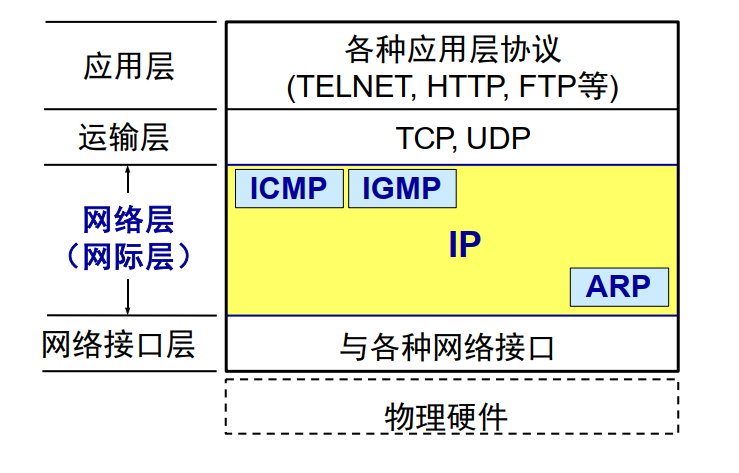 应用层
各种应用层协议
(TELNET, HTTP, FTP等)
运输层
TCP, UDP
网络层
（网际层）
ICMP
IGMP
IP
ARP
网络接口层
与各种网络接口
物理硬件